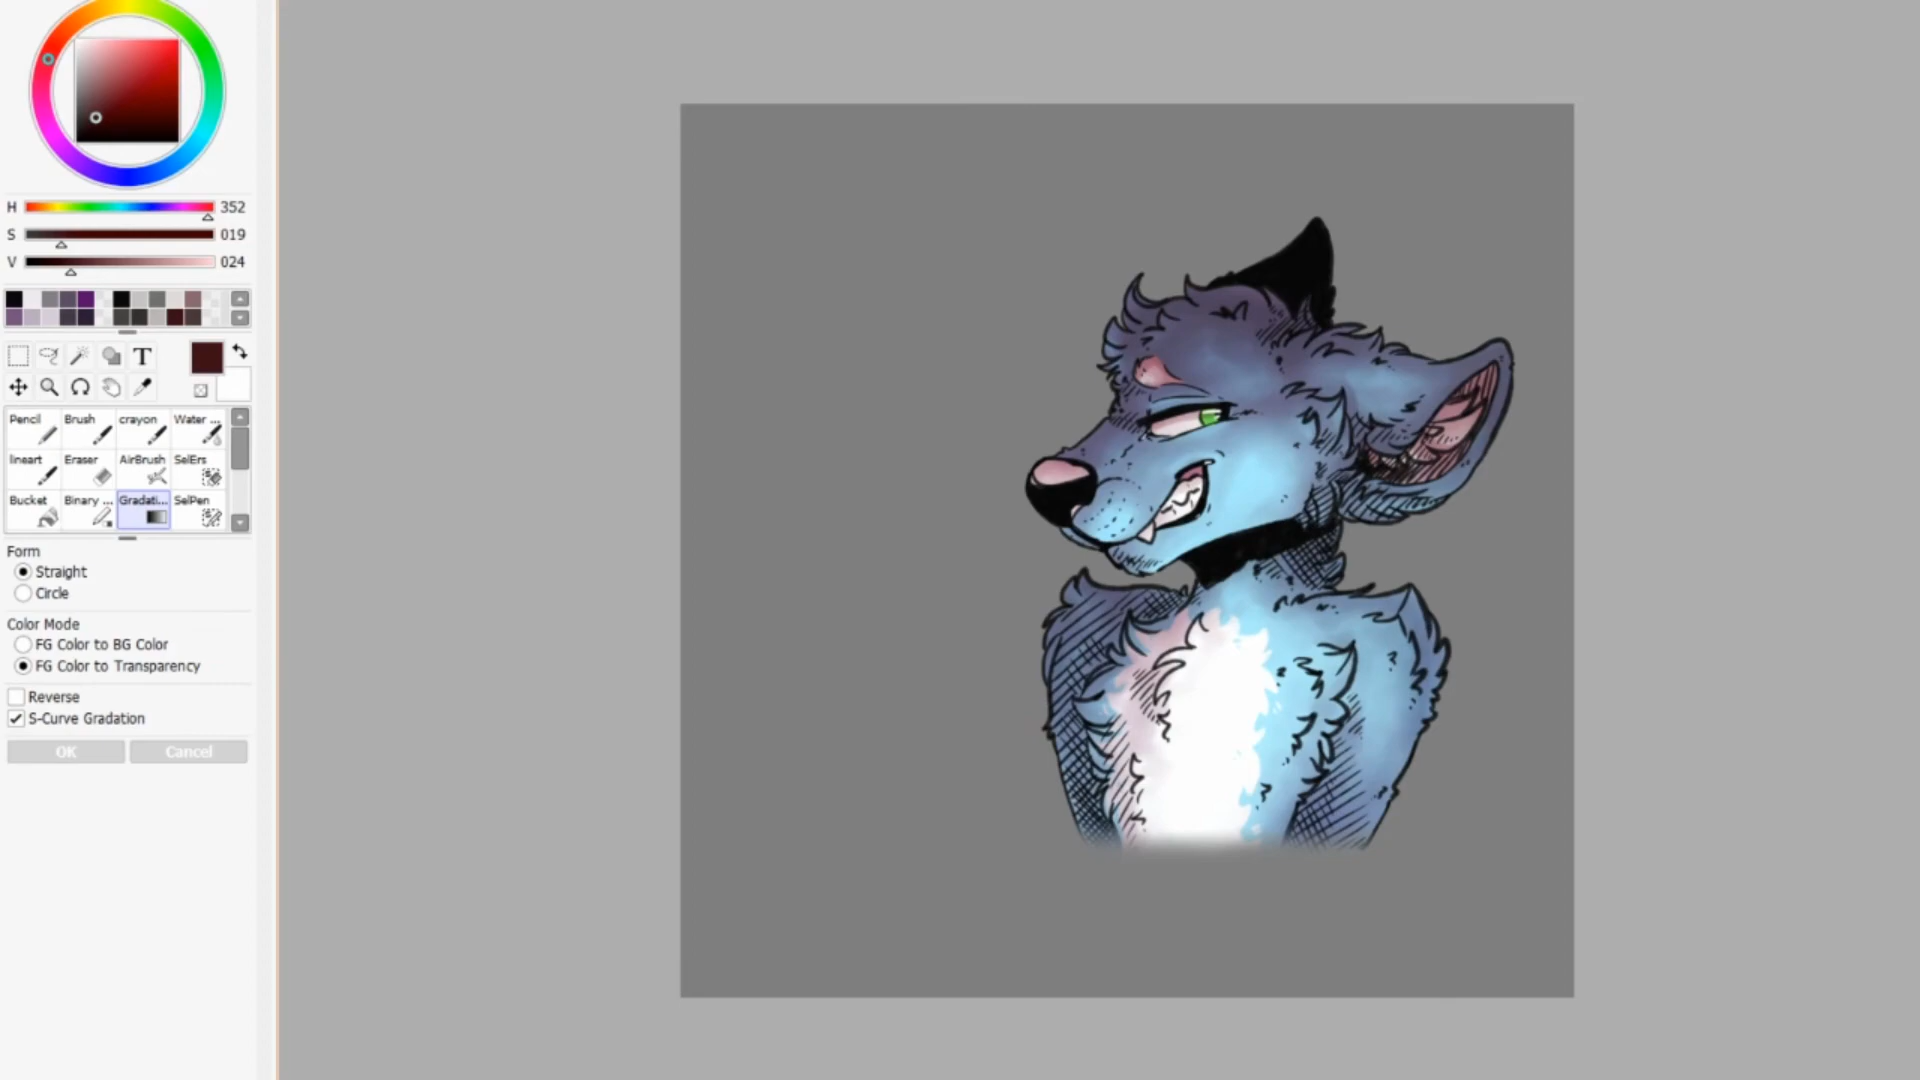 H 352
S 019
V 024
T
Pencil Brush crayon Water ...
lineart Eraser AirBrush SelErs
Bucket Binary ... Gradati... SelPen
Form
Straight
Circle
Color Mode
FG Color to BG Color
FG Color to Transparency
Reverse
S-Curve Gradation
OK Cancel